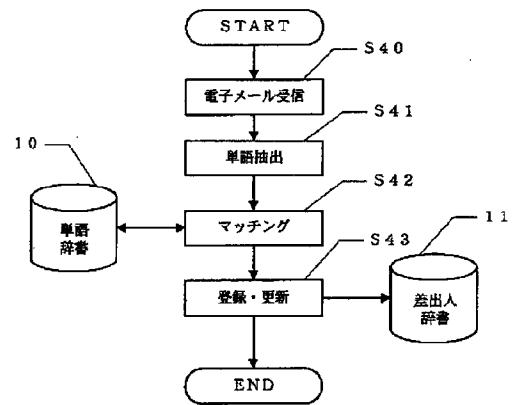 START
S40
電子メール受信
S41
単語抽出
10
S42
単語
辞書
マッチング
S43
11
登録・更新
差出人
辞書
END